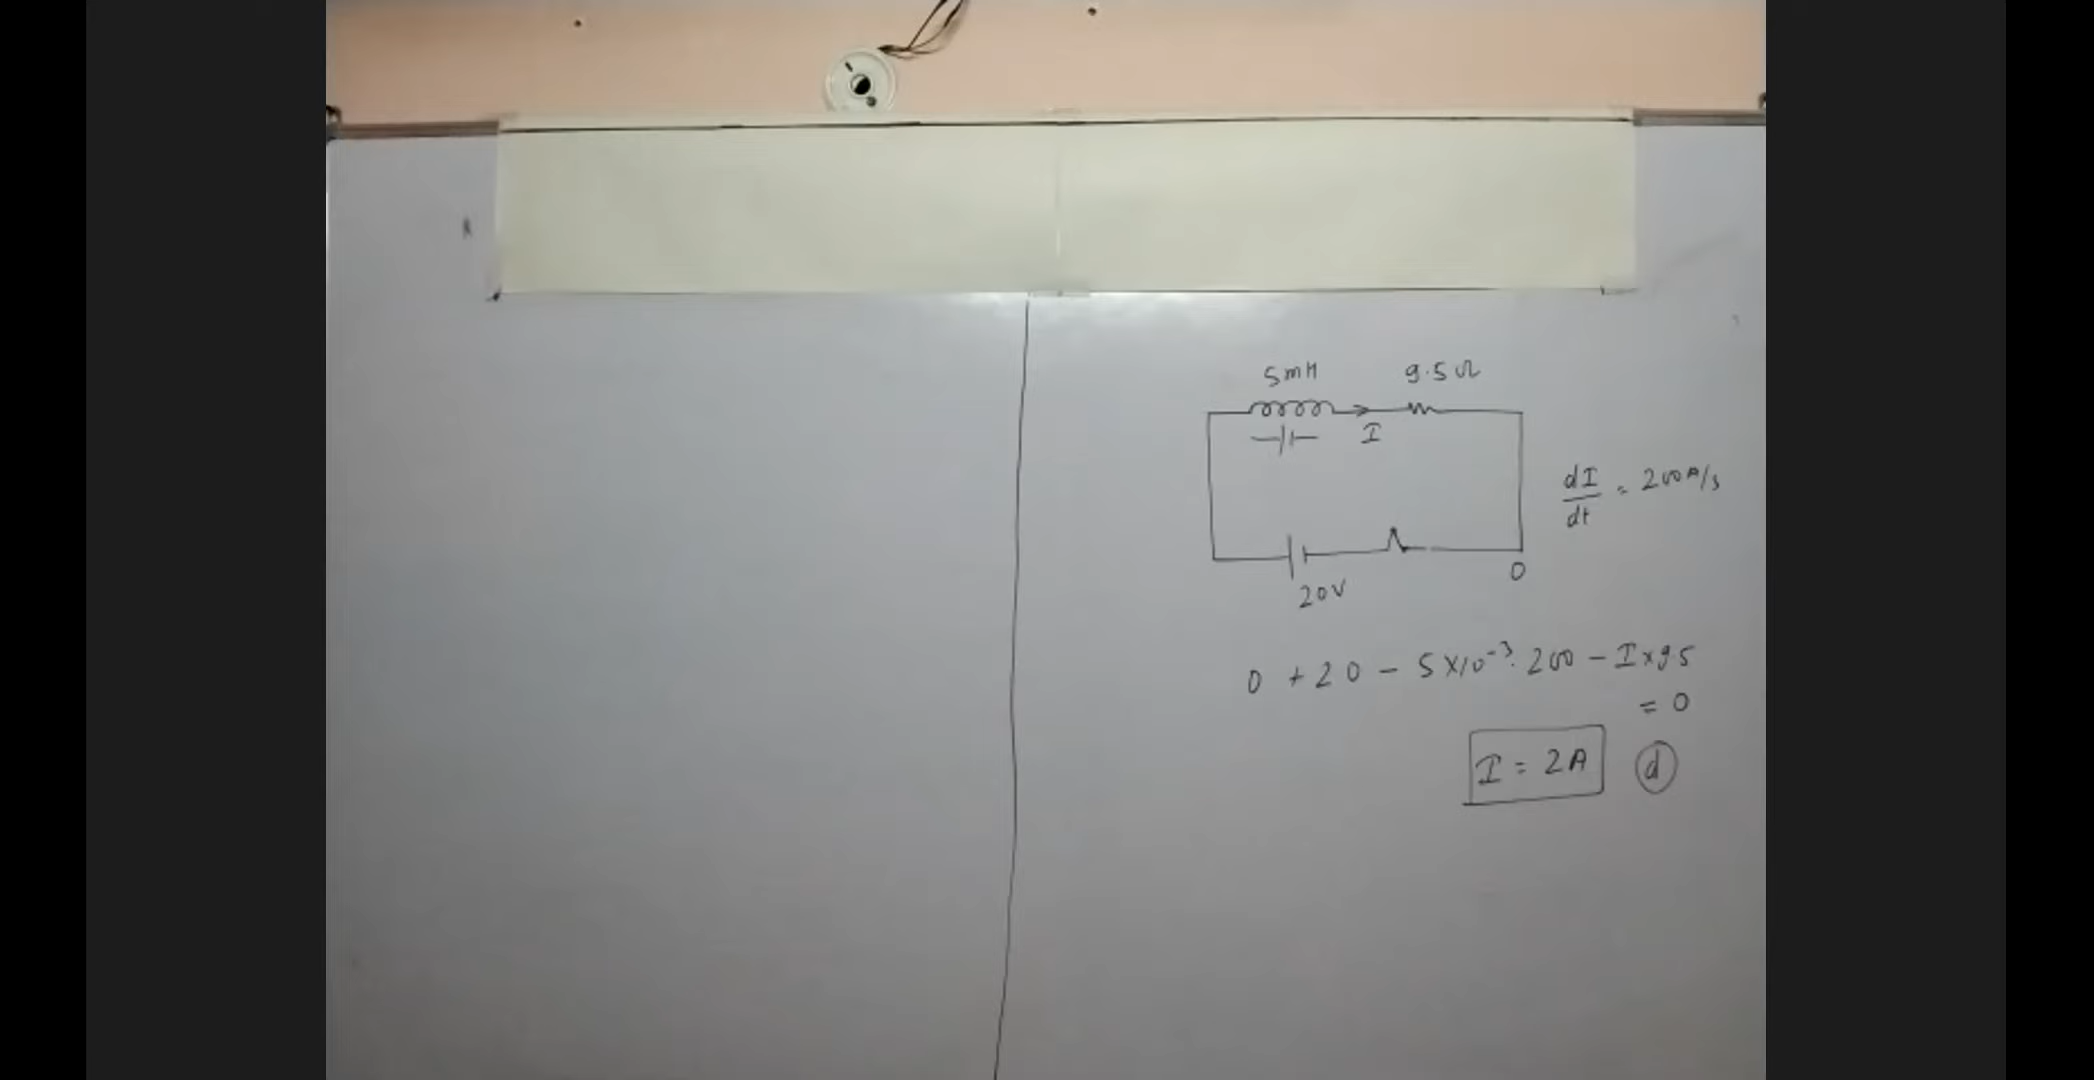 5mH 9.5Ω
I
dI/dt = 200A/s
20V
0
0 + 20 - 5×10⁻³·200 - I×9.5
= 0
I = 2A (d)